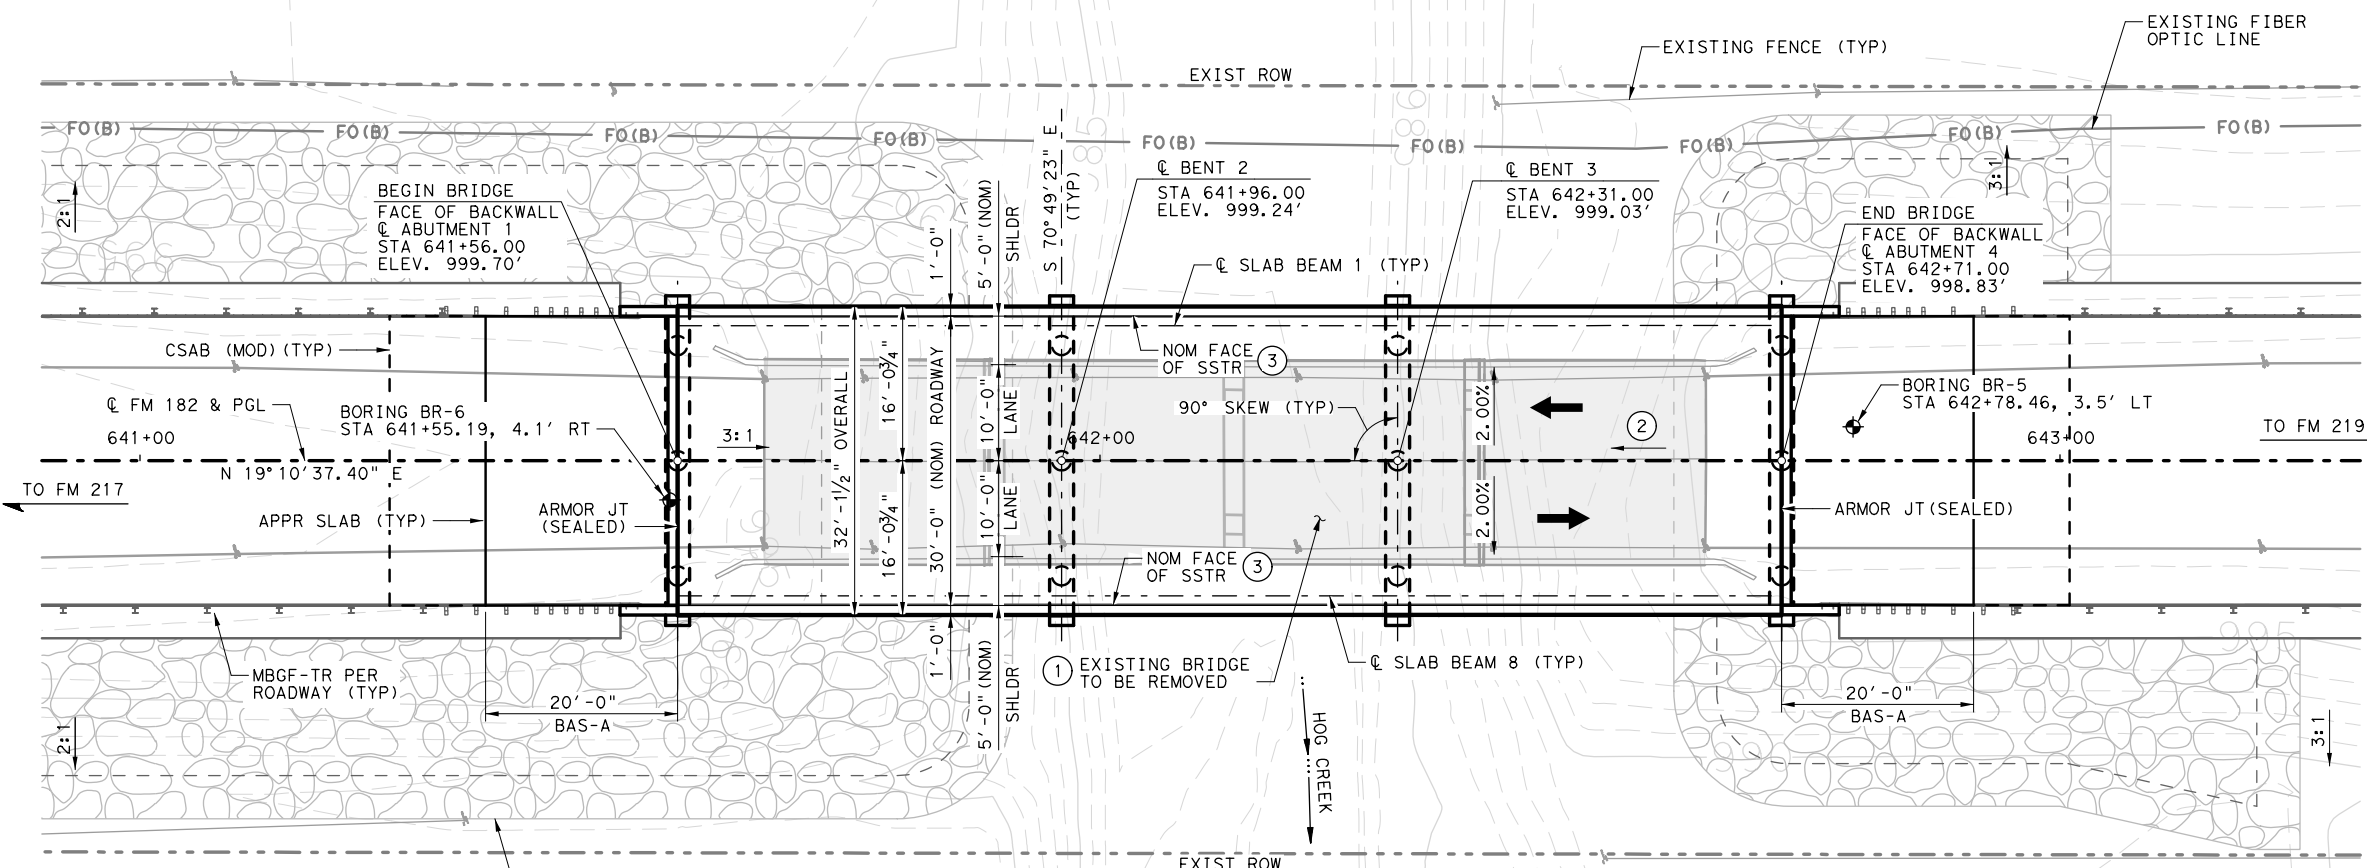 EXISTING FIBER
OPTIC LINE
EXISTING FENCE (TYP)
EXIST ROW
FO(B)
FO(B)
FO(B)
FO(B)
FO(B)
FO(B)
FO(B)
FO(B)
FO(B)
2:1
BEGIN BRIDGE
FACE OF BACKWALL
℄ ABUTMENT 1
STA 641+56.00
ELEV. 999.70'
1'-0"
5'-0"(NOM)
SHLDR
S 70°49'23" E
(TYP)
985
℄ BENT 2
STA 641+96.00
ELEV. 999.24'
℄ BENT 3
STA 642+31.00
ELEV. 999.03'
3:1
END BRIDGE
FACE OF BACKWALL
℄ ABUTMENT 4
STA 642+71.00
ELEV. 998.83'
℄ SLAB BEAM 1 (TYP)
CSAB (MOD)(TYP)
NOM FACE
OF SSTR
3
℄ FM 182 & PGL
641+00
N 19°10'37.40" E
BORING BR-6
STA 641+55.19, 4.1' RT
3:1
32'-1½" OVERALL
16'-0¾"
16'-0¾"
30'-0" (NOM) ROADWAY
10'-0"
LANE
10'-0"
LANE
642+00
90° SKEW (TYP)
2.00%
2.00%
2
BORING BR-5
STA 642+78.46, 3.5' LT
643+00
TO FM 219
TO FM 217
APPR SLAB (TYP)
ARMOR JT
(SEALED)
ARMOR JT(SEALED)
NOM FACE
OF SSTR
3
MBGF-TR PER
ROADWAY (TYP)
1'-0"
5'-0"(NOM)
SHLDR
1
EXISTING BRIDGE
TO BE REMOVED
℄ SLAB BEAM 8 (TYP)
20'-0"
BAS-A
20'-0"
BAS-A
HOG CREEK
2:1
3:1
995
EXIST ROW